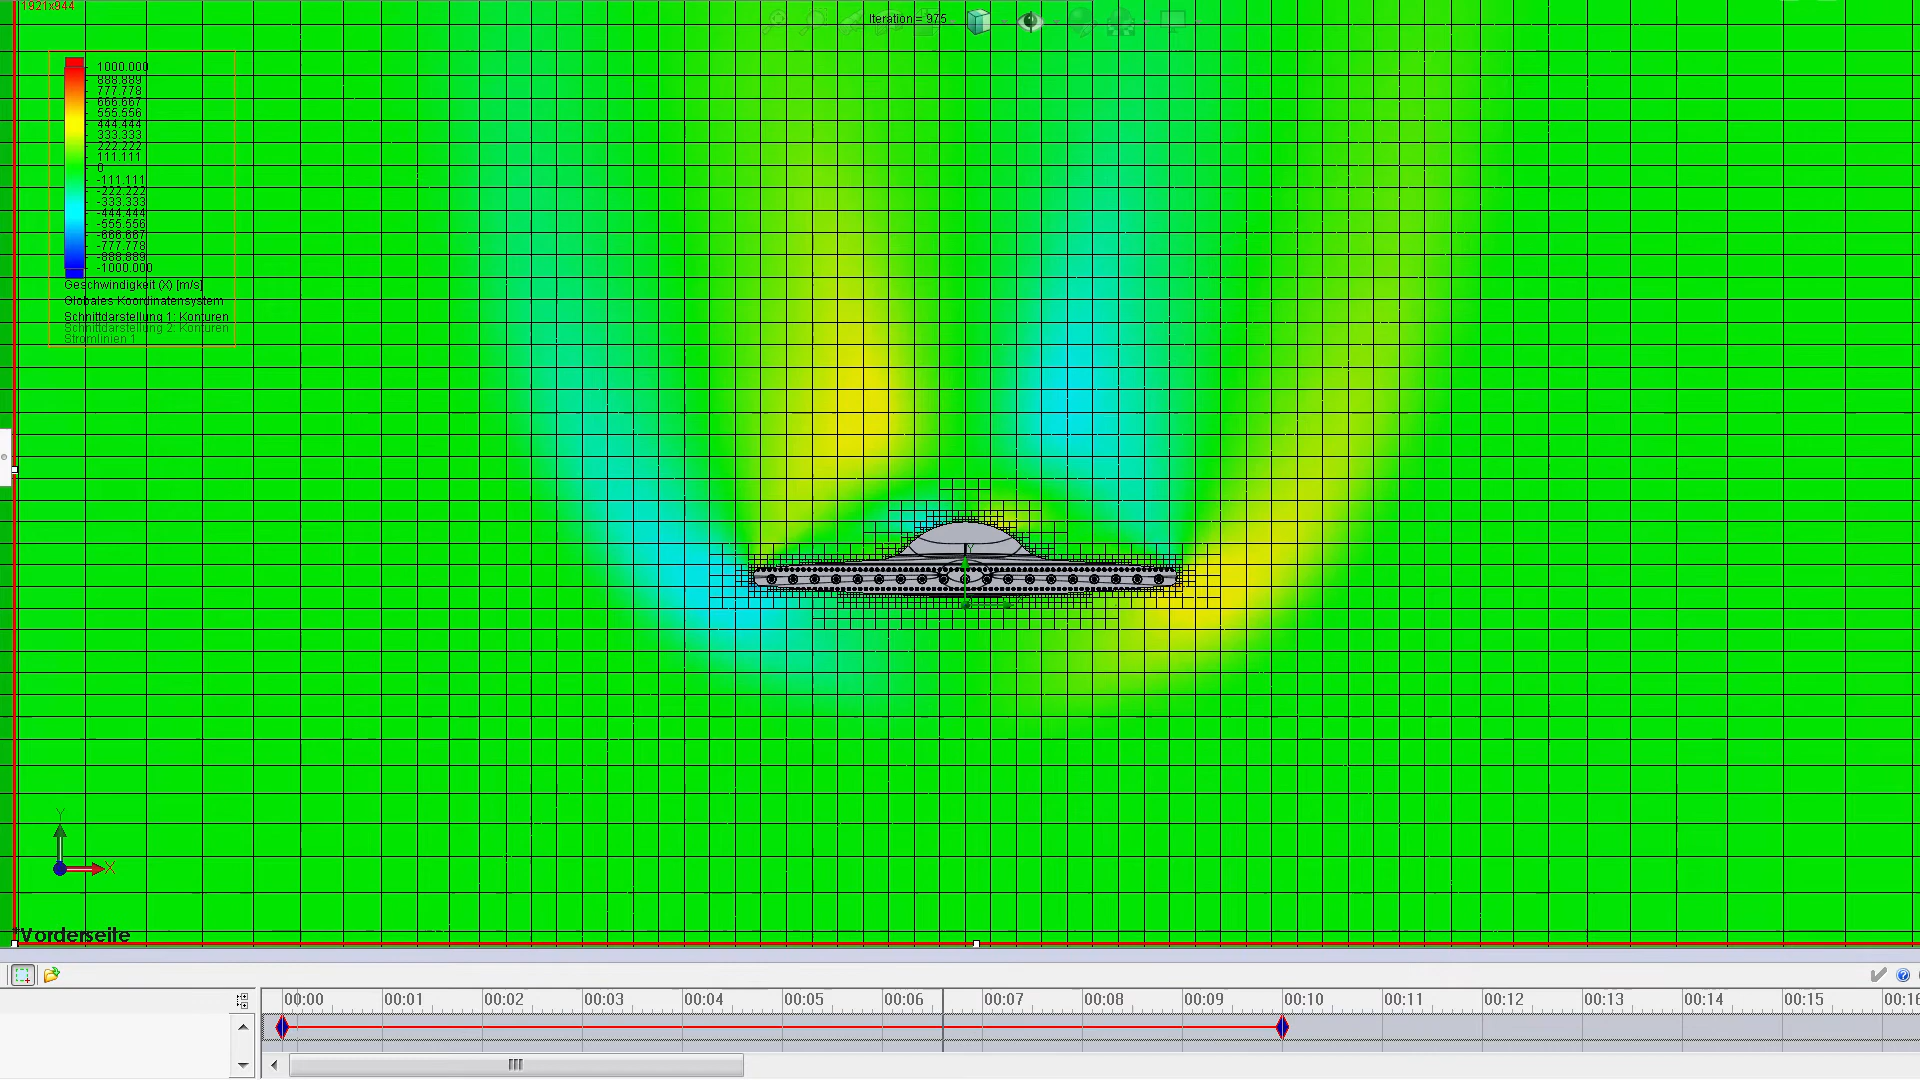 1921x944
Iteration = 975
1000.000
888.889
777.778
666.667
555.556
444.444
333.333
222.222
111.111
0
-111.111
-222.222
-333.333
-444.444
-555.556
-666.667
-777.778
-888.889
-1000.000
Geschwindigkeit (X) [m/s]
Globales Koordinatensystem
Schnittdarstellung 1: Konturen
Schnittdarstellung 2: Konturen
Stromlinien 1
Y
Y
X
*Vorderseite
00:00 00:01 00:02 00:03 00:04 00:05 00:06 00:07 00:08 00:09 00:10 00:11 00:12 00:13 00:14 00:15 00:16